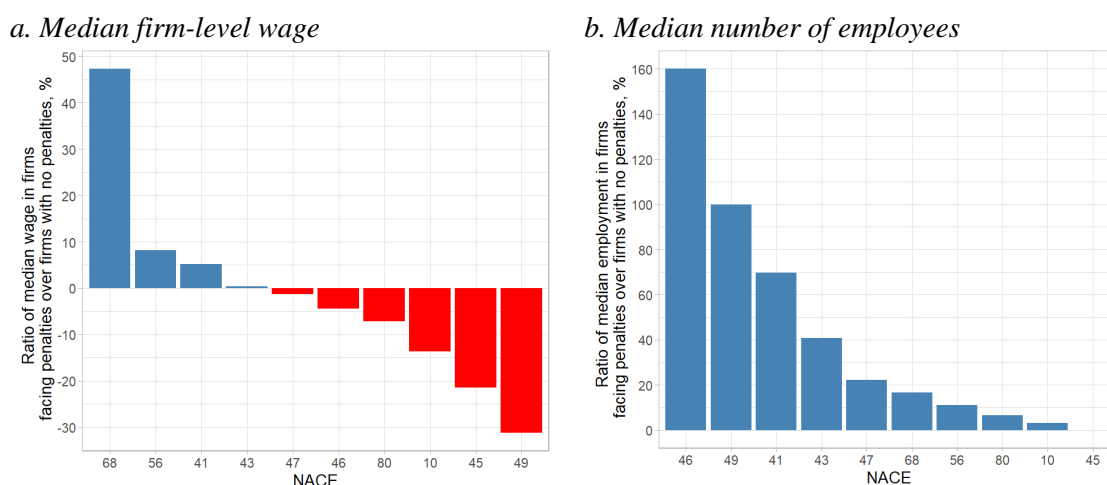 a. Median firm-level wage
Ratio of median wage in firms
facing penalties over firms with no penalties, %
50
40
30
20
10
0
-10
-20
-30
68 56 41 43 47 46 80 10 45 49
NACE
b. Median number of employees
Ratio of median employment in firms
facing penalties over firms with no penalties, %
160
140
120
100
80
60
40
20
0
46 49 41 43 47 68 56 80 10 45
NACE